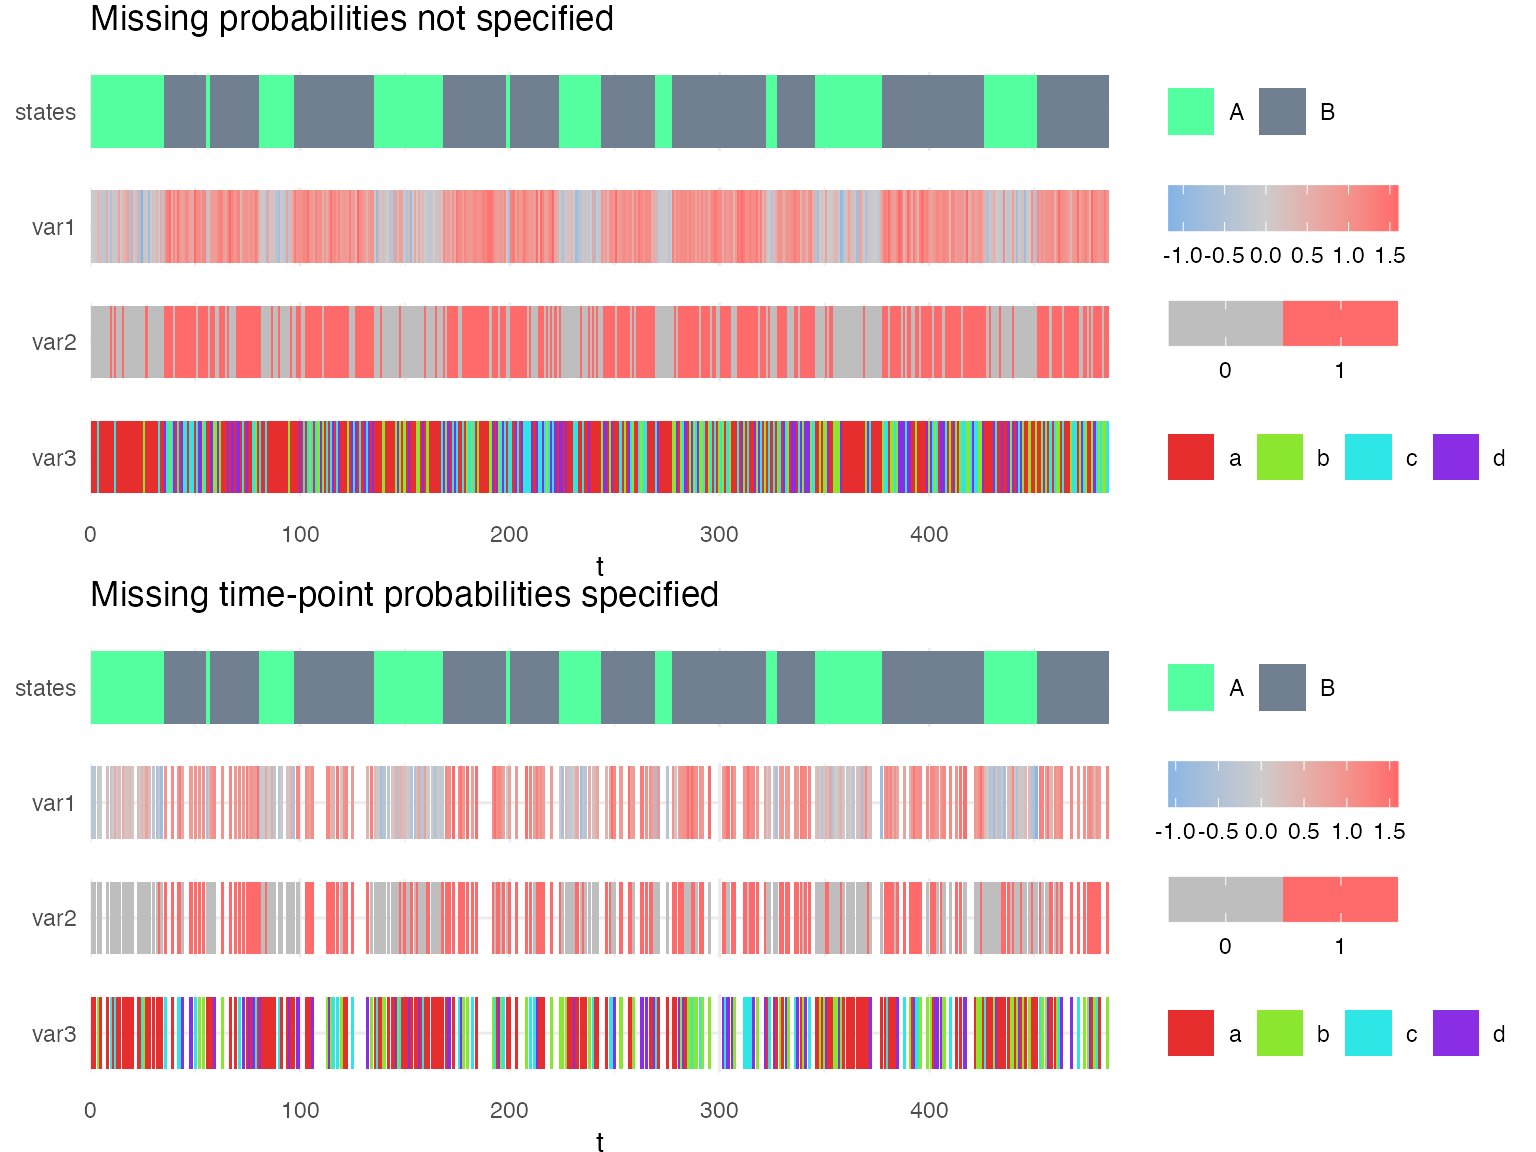 Missing probabilities not specified
states
A B
var1
-1.0 -0.5 0.0 0.5 1.0 1.5
var2
0 1
var3
a b c d
0 100 200 300 400
t
Missing time-point probabilities specified
states
A B
var1
-1.0 -0.5 0.0 0.5 1.0 1.5
var2
0 1
var3
a b c d
0 100 200 300 400
t